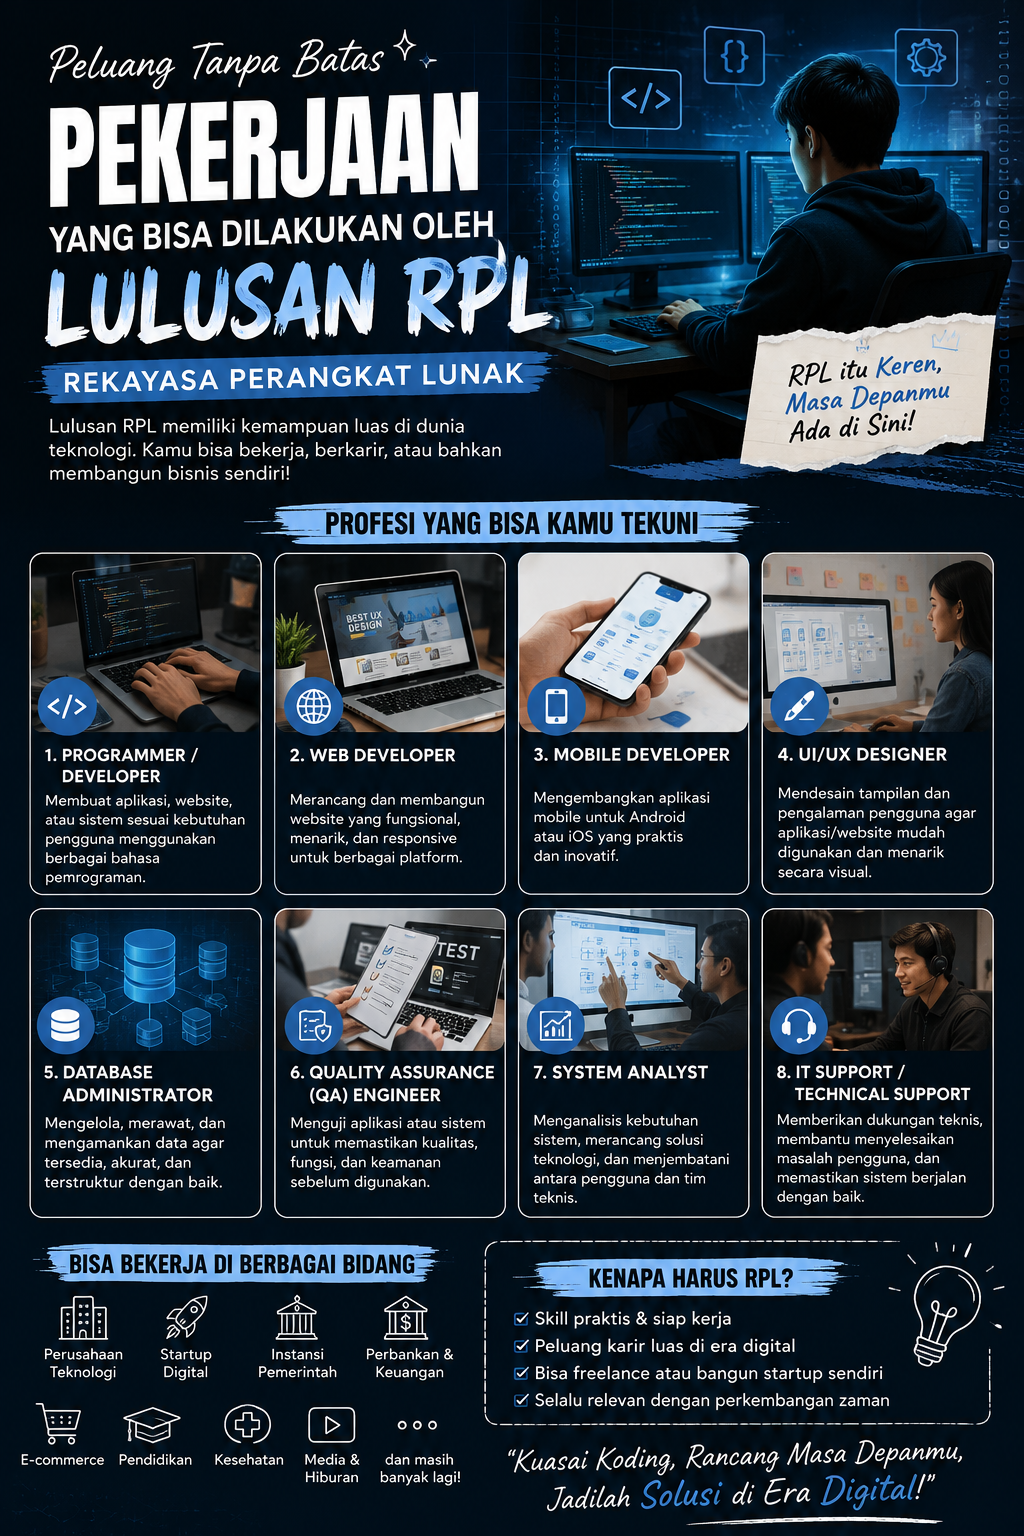 Peluang Tanpa Batas
PEKERJAAN
YANG BISA DILAKUKAN OLEH
LULUSAN RPL
REKAYASA PERANGKAT LUNAK
Lulusan RPL memiliki kemampuan luas di dunia
teknologi. Kamu bisa bekerja, berkarir, atau bahkan
membangun bisnis sendiri!
</>
{}
RPL itu Keren,
Masa Depanmu
Ada di Sini!
PROFESI YANG BISA KAMU TEKUNI
</>
1. PROGRAMMER /
DEVELOPER
Membuat aplikasi, website,
atau sistem sesuai kebutuhan
pengguna menggunakan
berbagai bahasa
pemrograman.
BEST UX
DESIGN
2. WEB DEVELOPER
Merancang dan membangun
website yang fungsional,
menarik, dan responsive
untuk berbagai platform.
3. MOBILE DEVELOPER
Mengembangkan aplikasi
mobile untuk Android
atau iOS yang praktis
dan inovatif.
4. UI/UX DESIGNER
Mendesain tampilan dan
pengalaman pengguna agar
aplikasi/website mudah
digunakan dan menarik
secara visual.
5. DATABASE
ADMINISTRATOR
Mengelola, merawat, dan
mengamankan data agar
tersedia, akurat, dan
terstruktur dengan baik.
TEST
6. QUALITY ASSURANCE
(QA) ENGINEER
Menguji aplikasi atau sistem
untuk memastikan kualitas,
fungsi, dan keamanan
sebelum digunakan.
7. SYSTEM ANALYST
Menganalisis kebutuhan
sistem, merancang solusi
teknologi, dan menjembatani
antara pengguna dan tim
teknis.
8. IT SUPPORT /
TECHNICAL SUPPORT
Memberikan dukungan teknis,
membantu menyelesaikan
masalah pengguna, dan
memastikan sistem berjalan
dengan baik.
BISA BEKERJA DI BERBAGAI BIDANG
Perusahaan
Teknologi
Startup
Digital
Instansi
Pemerintah
Perbankan &
Keuangan
E-commerce
Pendidikan
Kesehatan
Media &
Hiburan
dan masih
banyak lagi!
KENAPA HARUS RPL?
Skill praktis & siap kerja
Peluang karir luas di era digital
Bisa freelance atau bangun startup sendiri
Selalu relevan dengan perkembangan zaman
“Kuasai Koding, Rancang Masa Depanmu,
Jadilah Solusi di Era Digital!”